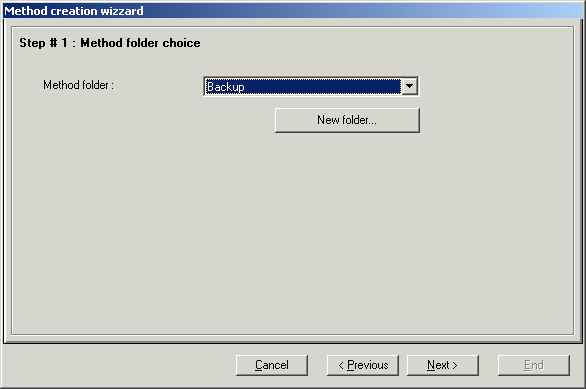 Method creation wizzard
Step # 1 : Method folder choice
Method folder :
Backup
New folder...
Cancel
< Previous
Next >
End